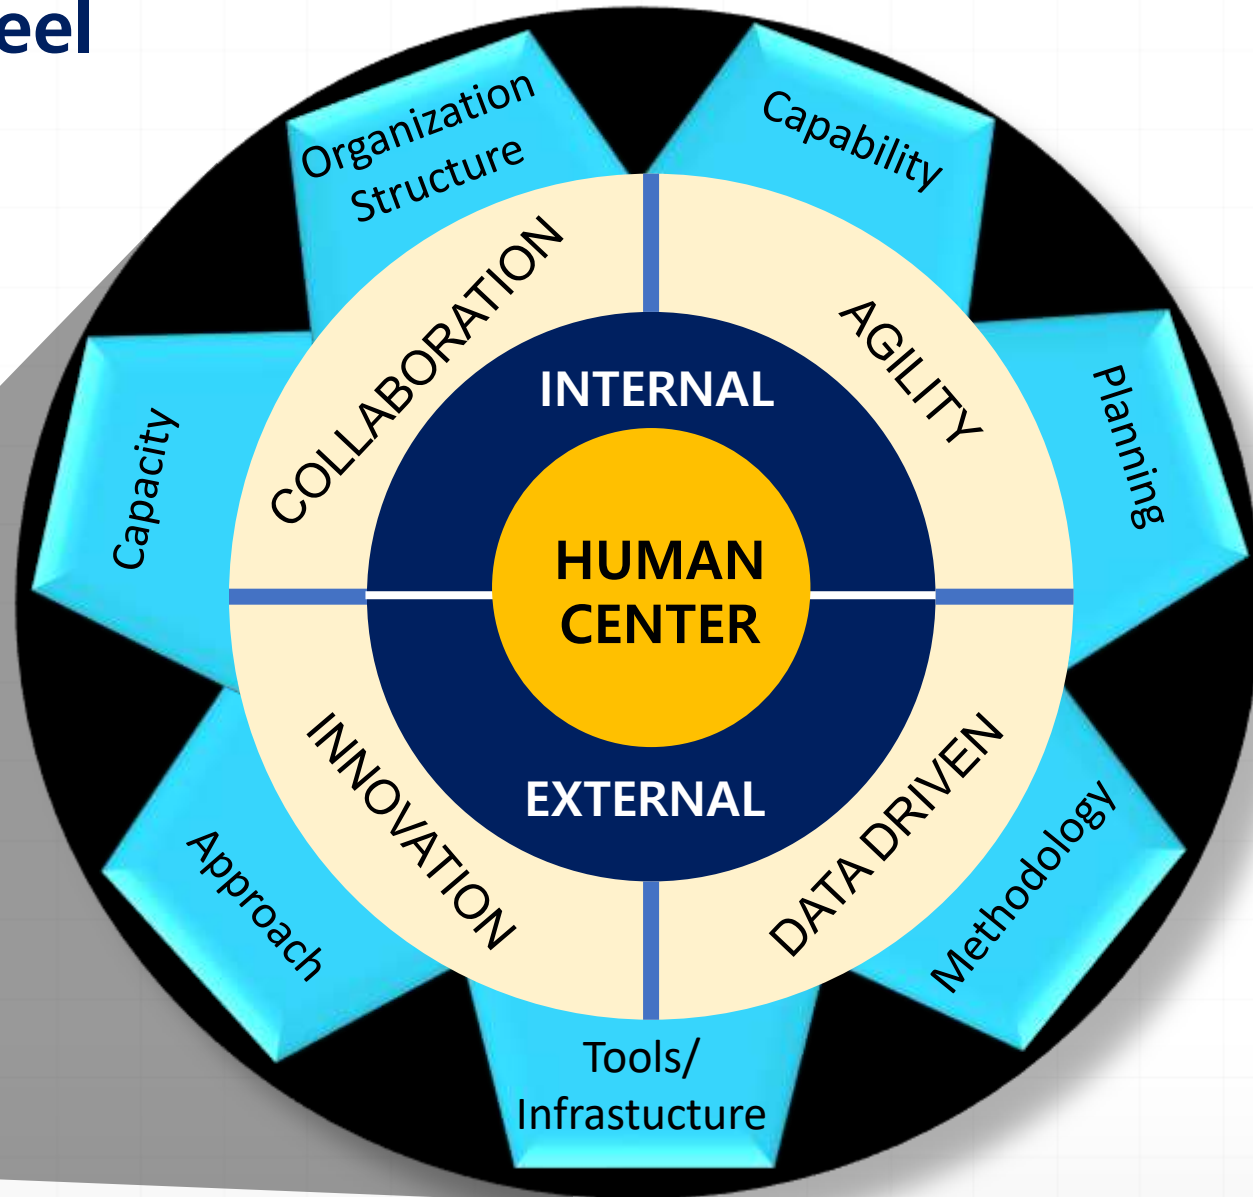 eel
Organization
Structure
Capability
COLLABORATION
AGILITY
INTERNAL
Planning
Capacity
HUMAN
CENTER
INNOVATION
DATA DRIVEN
EXTERNAL
Approach
Methodology
Tools/
Infrastucture